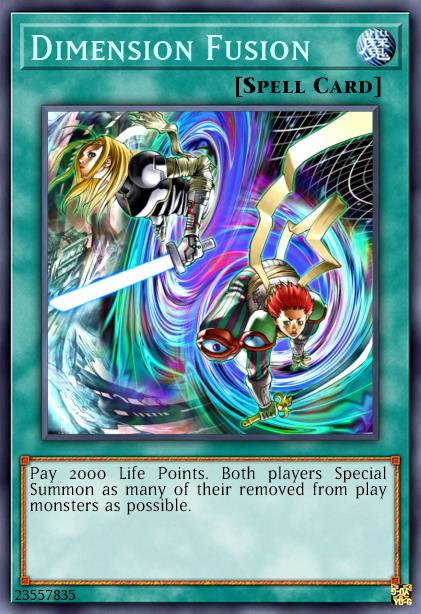 Dimension Fusion
魔
[Spell Card]
Pay 2000 Life Points. Both players Special
Summon as many of their removed from play
monsters as possible.
23557835